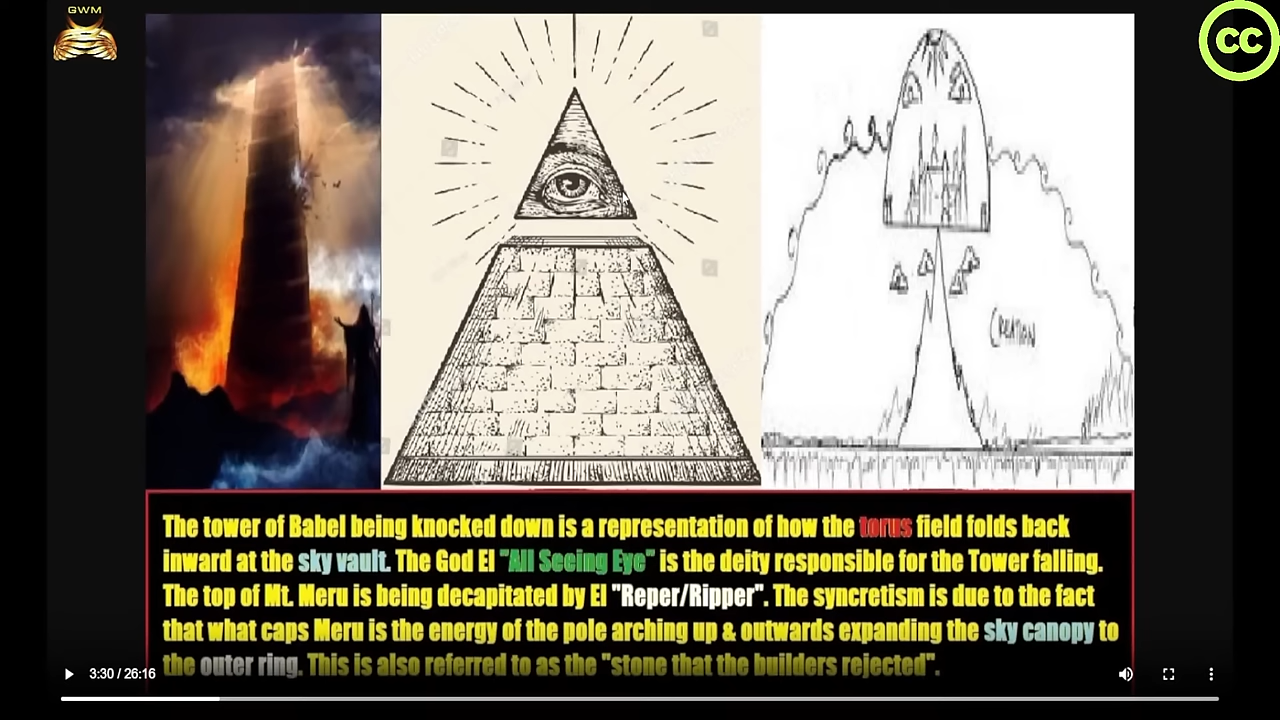 GWM
CC
CREATION
The tower of Babel being knocked down is a representation of how the torus field folds back
inward at the sky vault. The God El "All Seeing Eye" is the deity responsible for the Tower falling.
The top of Mt. Meru is being decapitated by El "Reper/Ripper". The syncretism is due to the fact
that what caps Meru is the energy of the pole arching up & outwards expanding the sky canopy to
the outer ring. This is also referred to as the "stone that the builders rejected".
3:30 / 26:16